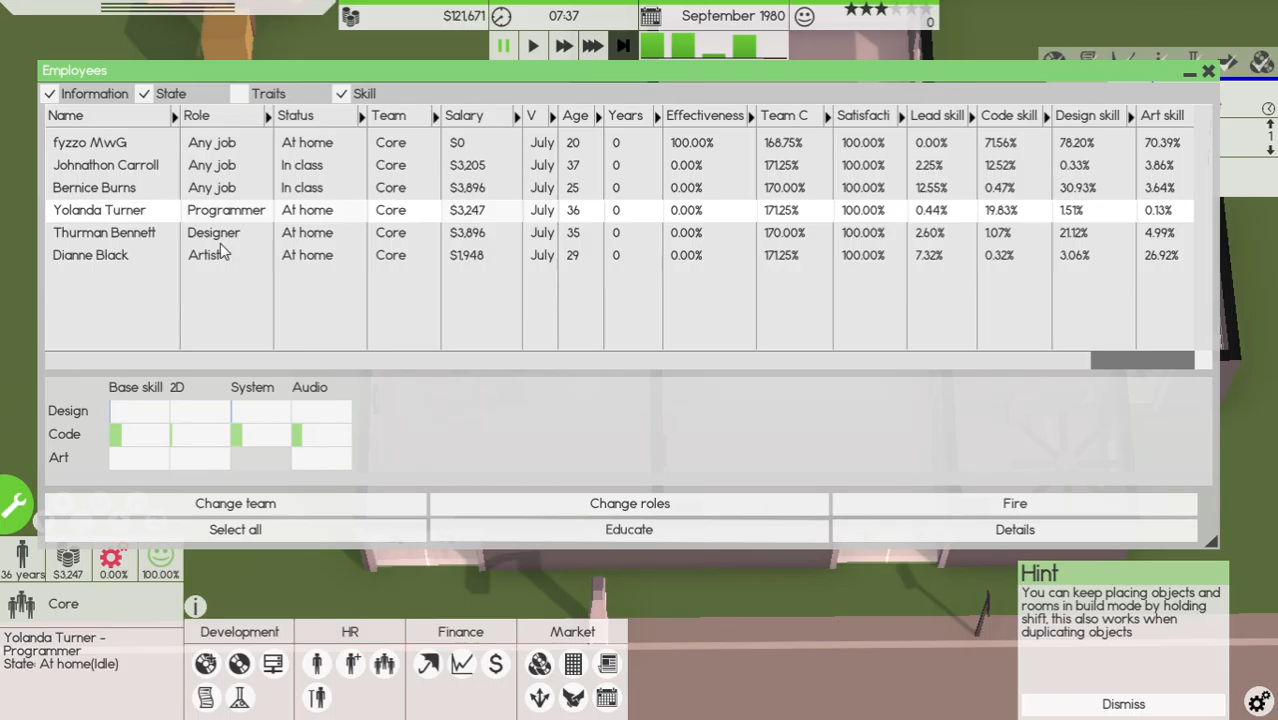 $121,671 07:37 September 1980 0
Employees
Information State Traits Skill
Name Role Status Team Salary V Age Years Effectiveness Team C Satisfacti Lead skill Code skill Design skill Art skill
fyzzo MwG Any job At home Core $0 July 20 0 100.00% 168.75% 100.00% 0.00% 71.56% 78.20% 70.39%
Johnathon Carroll Any job In class Core $3,205 July 37 0 0.00% 171.25% 100.00% 2.25% 12.52% 0.33% 3.86%
Bernice Burns Any job In class Core $3,896 July 25 0 0.00% 170.00% 100.00% 12.55% 0.47% 30.93% 3.64%
Yolanda Turner Programmer At home Core $3,247 July 36 0 0.00% 171.25% 100.00% 0.44% 19.83% 1.51% 0.13%
Thurman Bennett Designer At home Core $3,896 July 35 0 0.00% 170.00% 100.00% 2.60% 1.07% 21.12% 4.99%
Dianne Black Artist At home Core $1,948 July 29 0 0.00% 171.25% 100.00% 7.32% 0.32% 3.06% 26.92%
1
Base skill 2D System Audio
Design
Code
Art
Change team Change roles Fire
Select all Educate Details
36 years $3,247 0.00% 100.00%
Core
Yolanda Turner -
Programmer
State: At home(Idle)
Development HR Finance Market
Hint
You can keep placing objects and
rooms in build mode by holding
shift, this also works when
duplicating objects
Dismiss